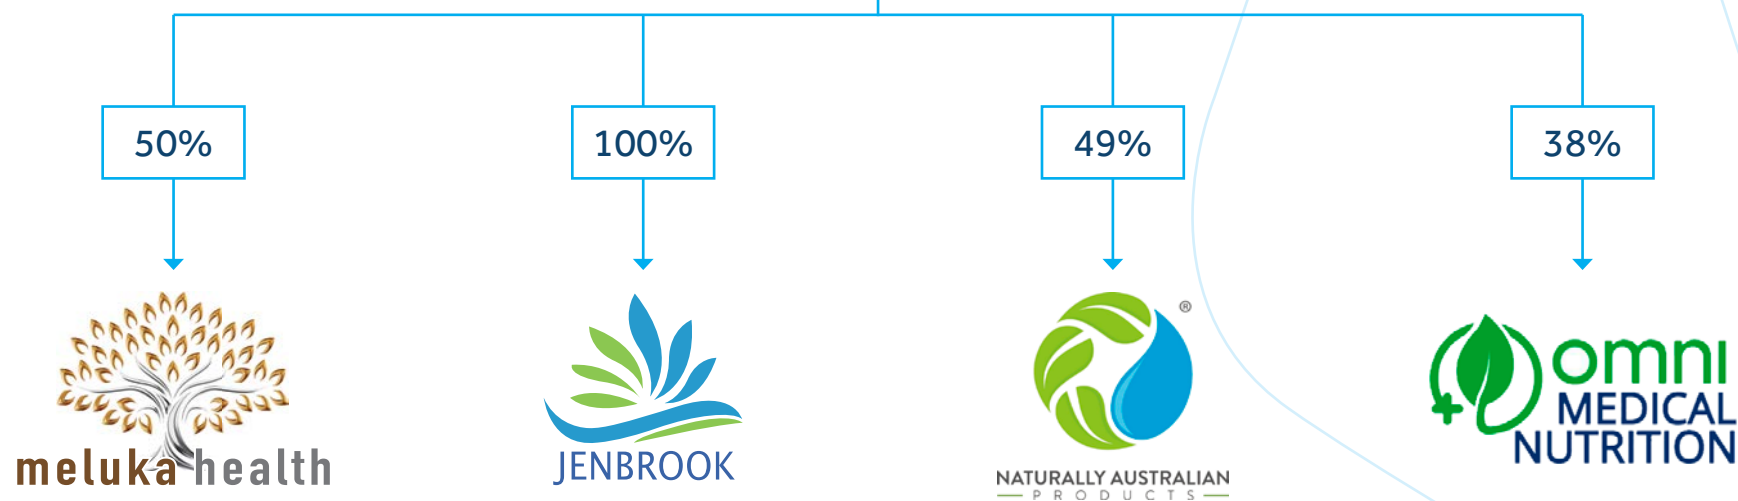 50%
100%
49%
38%
meluka health
JENBROOK
®
NATURALLY AUSTRALIAN
PRODUCTS
omni
MEDICAL
NUTRITION